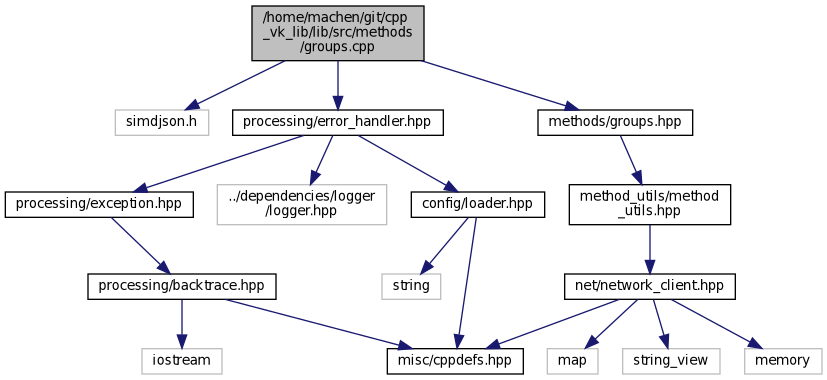 /home/machen/git/cpp
_vk_lib/lib/src/methods
/groups.cpp
simdjson.h
processing/error_handler.hpp
methods/groups.hpp
processing/exception.hpp
../dependencies/logger
/logger.hpp
config/loader.hpp
method_utils/method
_utils.hpp
processing/backtrace.hpp
string
net/network_client.hpp
iostream
misc/cppdefs.hpp
map
string_view
memory